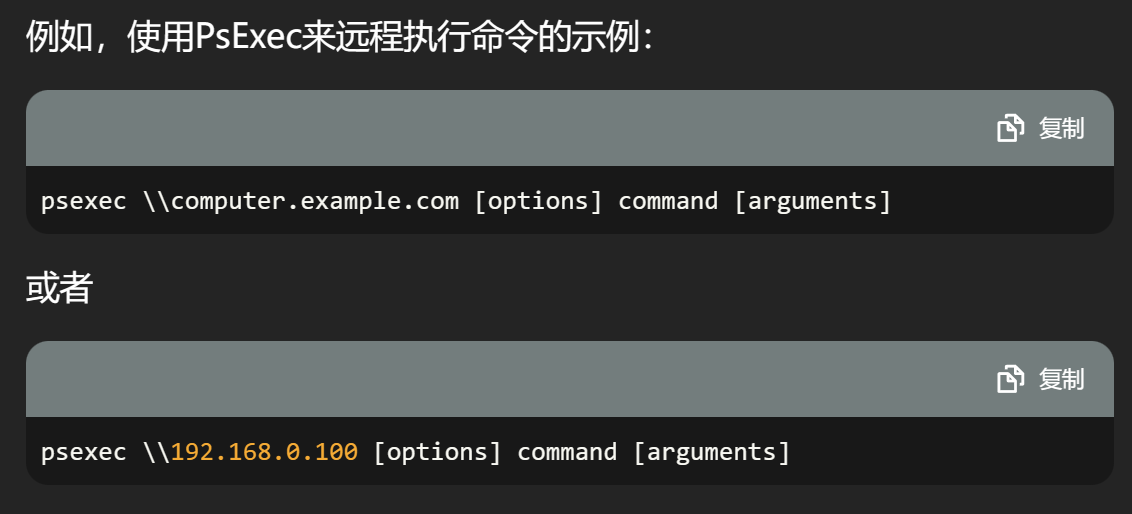 例如，使用PsExec来远程执行命令的示例：
复制
psexec \\computer.example.com [options] command [arguments]
或者
复制
psexec \\192.168.0.100 [options] command [arguments]